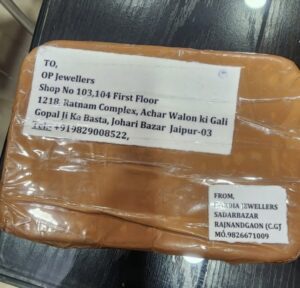 TO,
OP Jewellers
Shop No 103,104 First Floor
1218, Ratnam Complex, Achar Walon ki Gali
Gopal Ji Ka Basta, Johari Bazar Jaipur-03
Tele: +919829008522,
FROM,
JEWELLERS
SADARBAZAR
RAJNANDGAON (C.G)
MO.9826671009